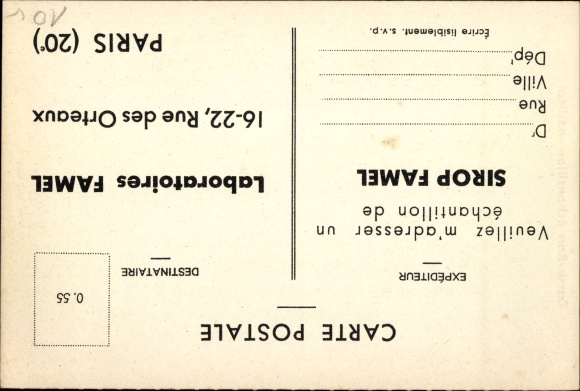 CARTE POSTALE
EXPÉDITEUR
Veuillez m'adresser un
échantillon de
SIROP FAMEL
Dr
Rue
Ville
Dépt
Écrire lisiblement, s.v.p.
DESTINATAIRE
0.55
Laboratoires FAMEL
16-22, Rue des Orteaux
PARIS (20e)